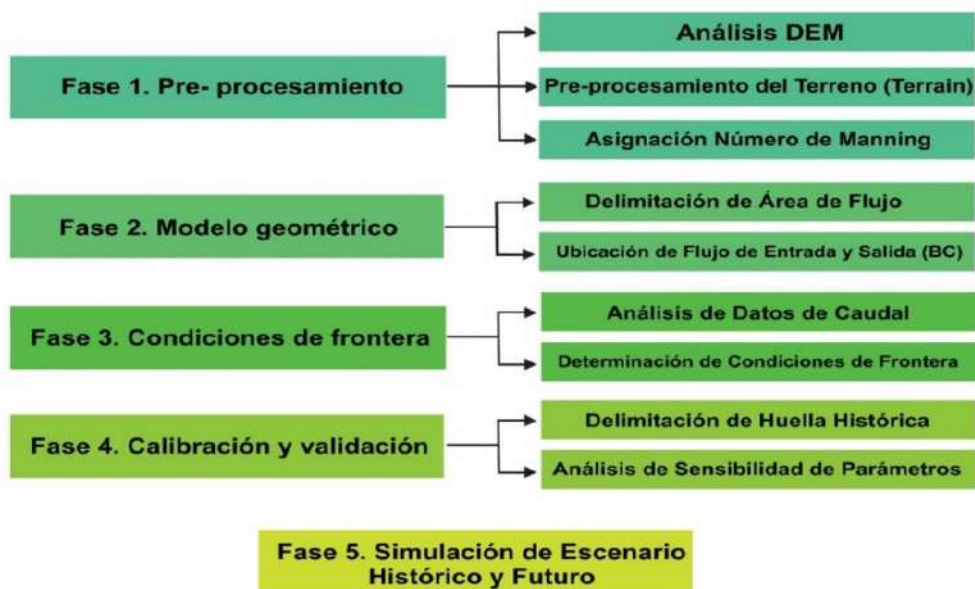 Fase 1. Pre- procesamiento
Análisis DEM
Pre-procesamiento del Terreno (Terrain)
Asignación Número de Manning
Fase 2. Modelo geométrico
Delimitación de Área de Flujo
Ubicación de Flujo de Entrada y Salida (BC)
Fase 3. Condiciones de frontera
Análisis de Datos de Caudal
Determinación de Condiciones de Frontera
Fase 4. Calibración y validación
Delimitación de Huella Histórica
Análisis de Sensibilidad de Parámetros
Fase 5. Simulación de Escenario
Histórico y Futuro